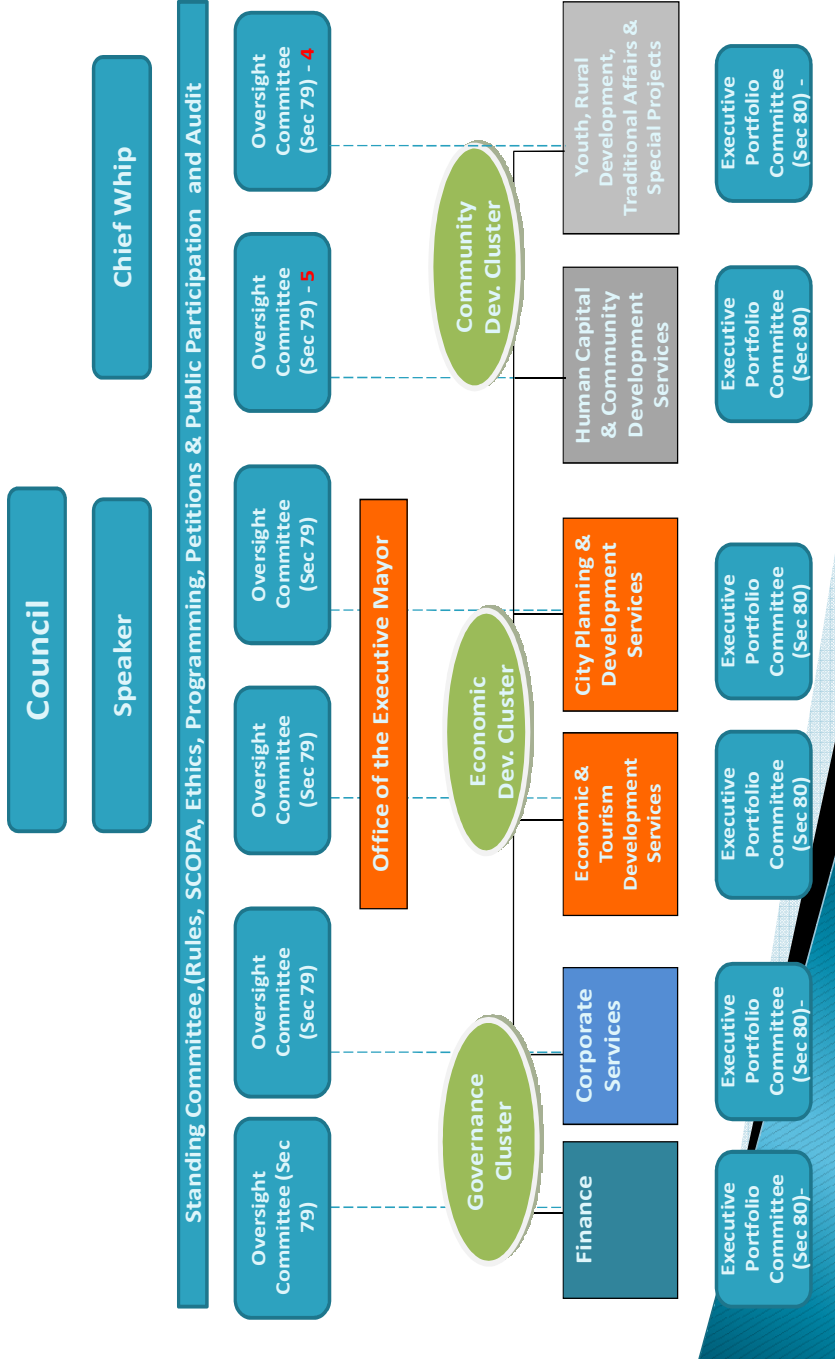 Council
Speaker
Chief Whip
Standing Committee,(Rules, SCOPA, Ethics, Programming, Petitions & Public Participation and Audit
Oversight
Committee (Sec
79)
Oversight
Committee
(Sec 79)
Oversight
Committee
(Sec 79)
Oversight
Committee
(Sec 79)
Oversight
Committee
(Sec 79) - 5
Oversight
Committee
(Sec 79) - 4
Office of the Executive Mayor
Governance
Cluster
Economic
Dev. Cluster
Community
Dev. Cluster
Finance
Corporate
Services
Economic &
Tourism
Development
Services
City Planning &
Development
Services
Human Capital
& Community
Development
Services
Youth, Rural
Development,
Traditional Affairs &
Special Projects
Executive
Portfolio
Committee
(Sec 80)-
Executive
Portfolio
Committee
(Sec 80)-
Executive
Portfolio
Committee
(Sec 80)
Executive
Portfolio
Committee
(Sec 80)
Executive
Portfolio
Committee
(Sec 80)
Executive
Portfolio
Committee
(Sec 80) -